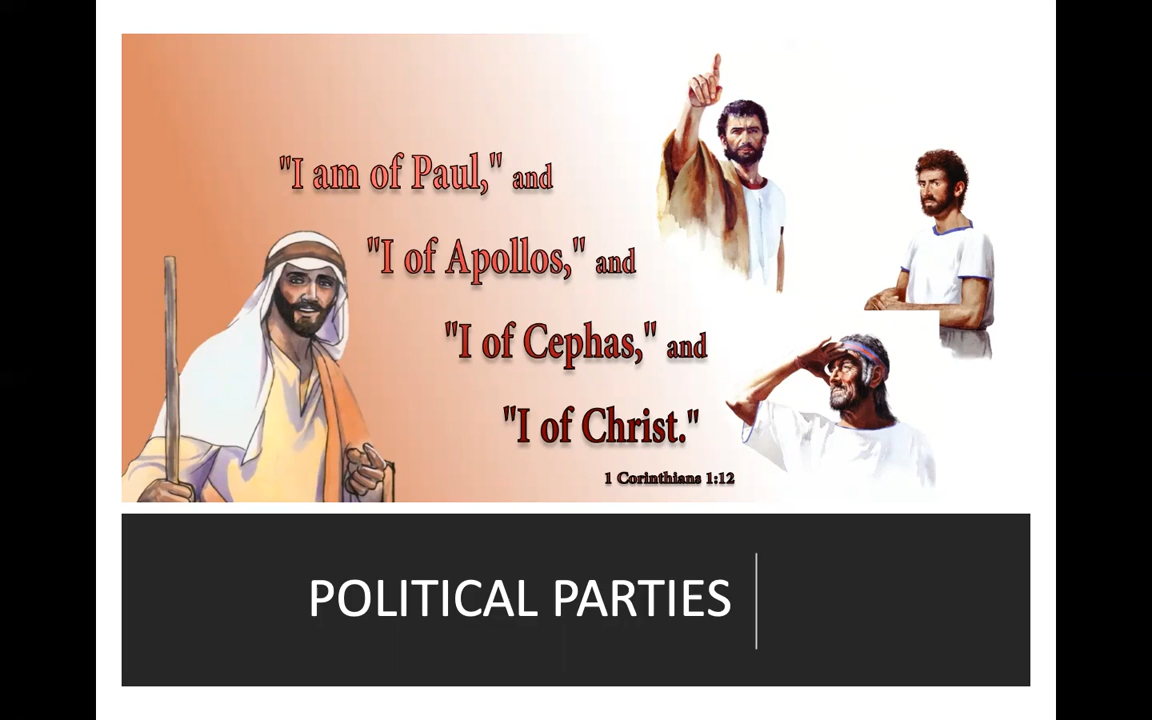 "I am of Paul," and
"I of Apollos," and
"I of Cephas," and
"I of Christ."
1 Corinthians 1:12
POLITICAL PARTIES